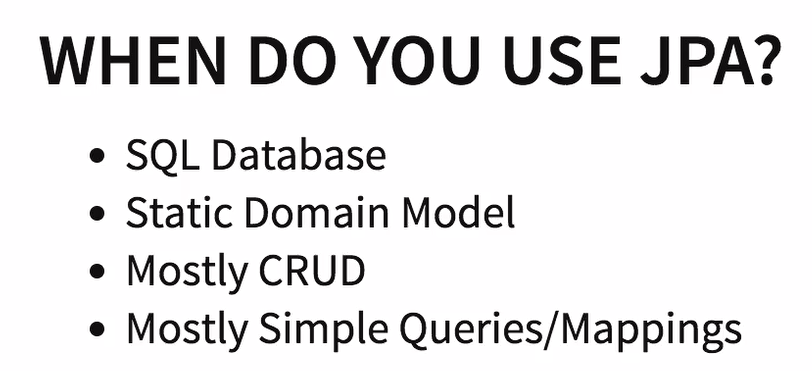 WHEN DO YOU USE JPA?
• SQL Database
• Static Domain Model
• Mostly CRUD
• Mostly Simple Queries/Mappings